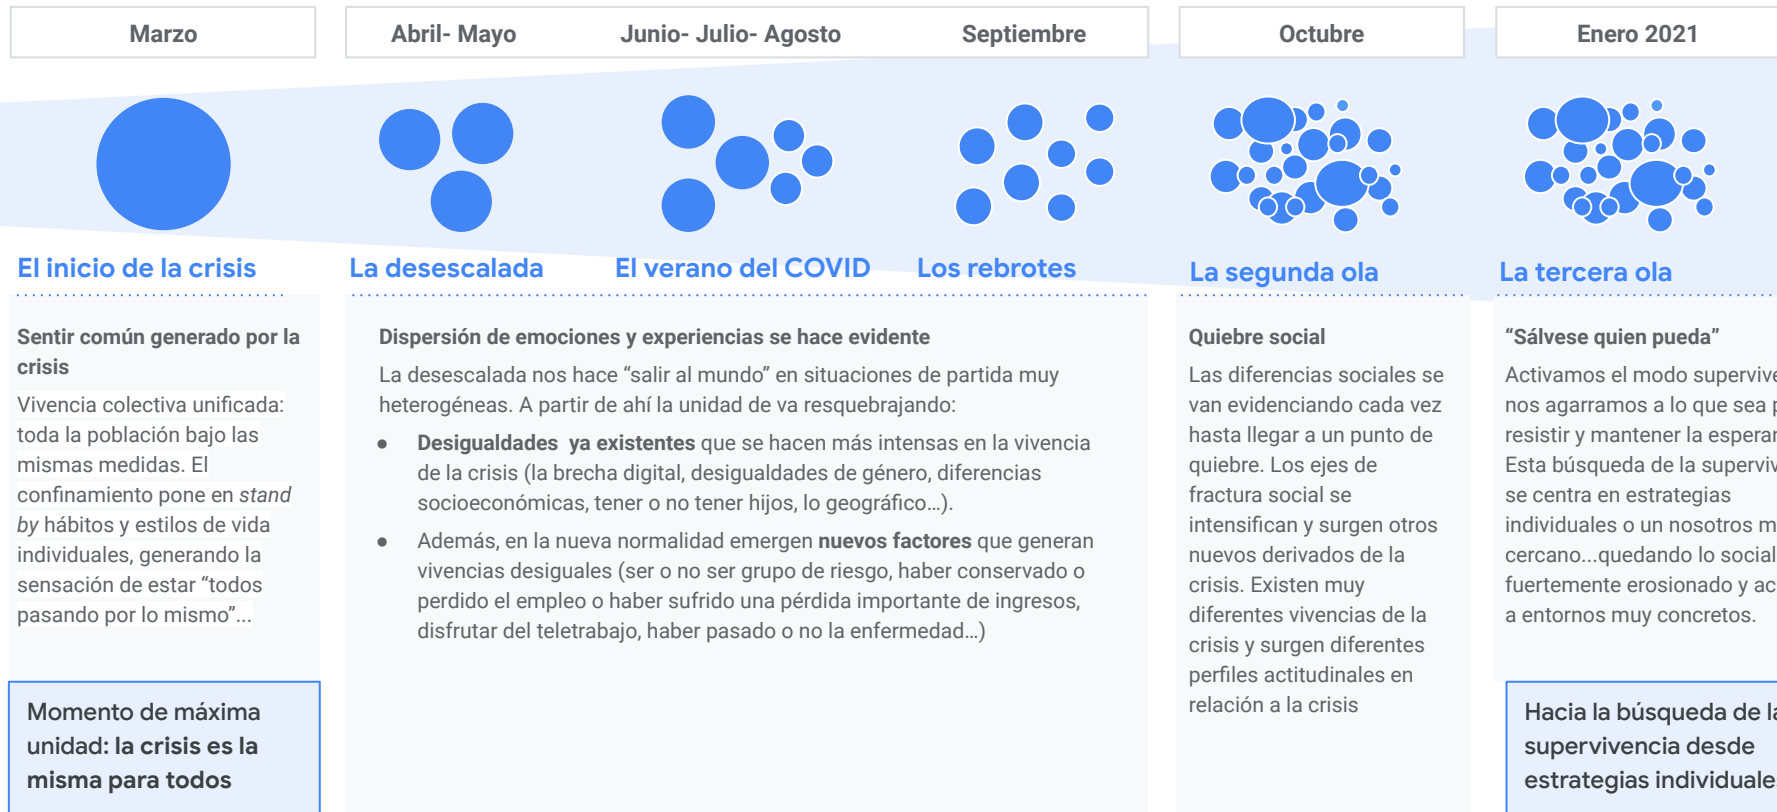 Marzo
Abril- Mayo
Junio- Julio- Agosto
Septiembre
Octubre
Enero 2021
El inicio de la crisis
La desescalada
El verano del COVID
Los rebrotes
La segunda ola
La tercera ola
Sentir común generado por la
crisis
Vivencia colectiva unificada:
toda la población bajo las
mismas medidas. El
confinamiento pone en stand
by hábitos y estilos de vida
individuales, generando la
sensación de estar “todos
pasando por lo mismo”...
Momento de máxima
unidad: la crisis es la
misma para todos
Dispersión de emociones y experiencias se hace evidente
La desescalada nos hace “salir al mundo” en situaciones de partida muy
heterogéneas. A partir de ahí la unidad de va resquebrajando:
● Desigualdades ya existentes que se hacen más intensas en la vivencia
de la crisis (la brecha digital, desigualdades de género, diferencias
socioeconómicas, tener o no tener hijos, lo geográfico…).
● Además, en la nueva normalidad emergen nuevos factores que generan
vivencias desiguales (ser o no ser grupo de riesgo, haber conservado o
perdido el empleo o haber sufrido una pérdida importante de ingresos,
disfrutar del teletrabajo, haber pasado o no la enfermedad…)
Quiebre social
Las diferencias sociales se
van evidenciando cada vez
hasta llegar a un punto de
quiebre. Los ejes de
fractura social se
intensifican y surgen otros
nuevos derivados de la
crisis. Existen muy
diferentes vivencias de la
crisis y surgen diferentes
perfiles actitudinales en
relación a la crisis
“Sálvese quien pueda”
Activamos el modo
nos agarramos a lo que sea
resistir y mantener la
Esta búsqueda de la
se centra en estrategias
individuales o un nosotros
cercano...quedando lo social
fuertemente erosionado y
a entornos muy concretos.
Hacia la búsqueda de
supervivencia desde
estrategias